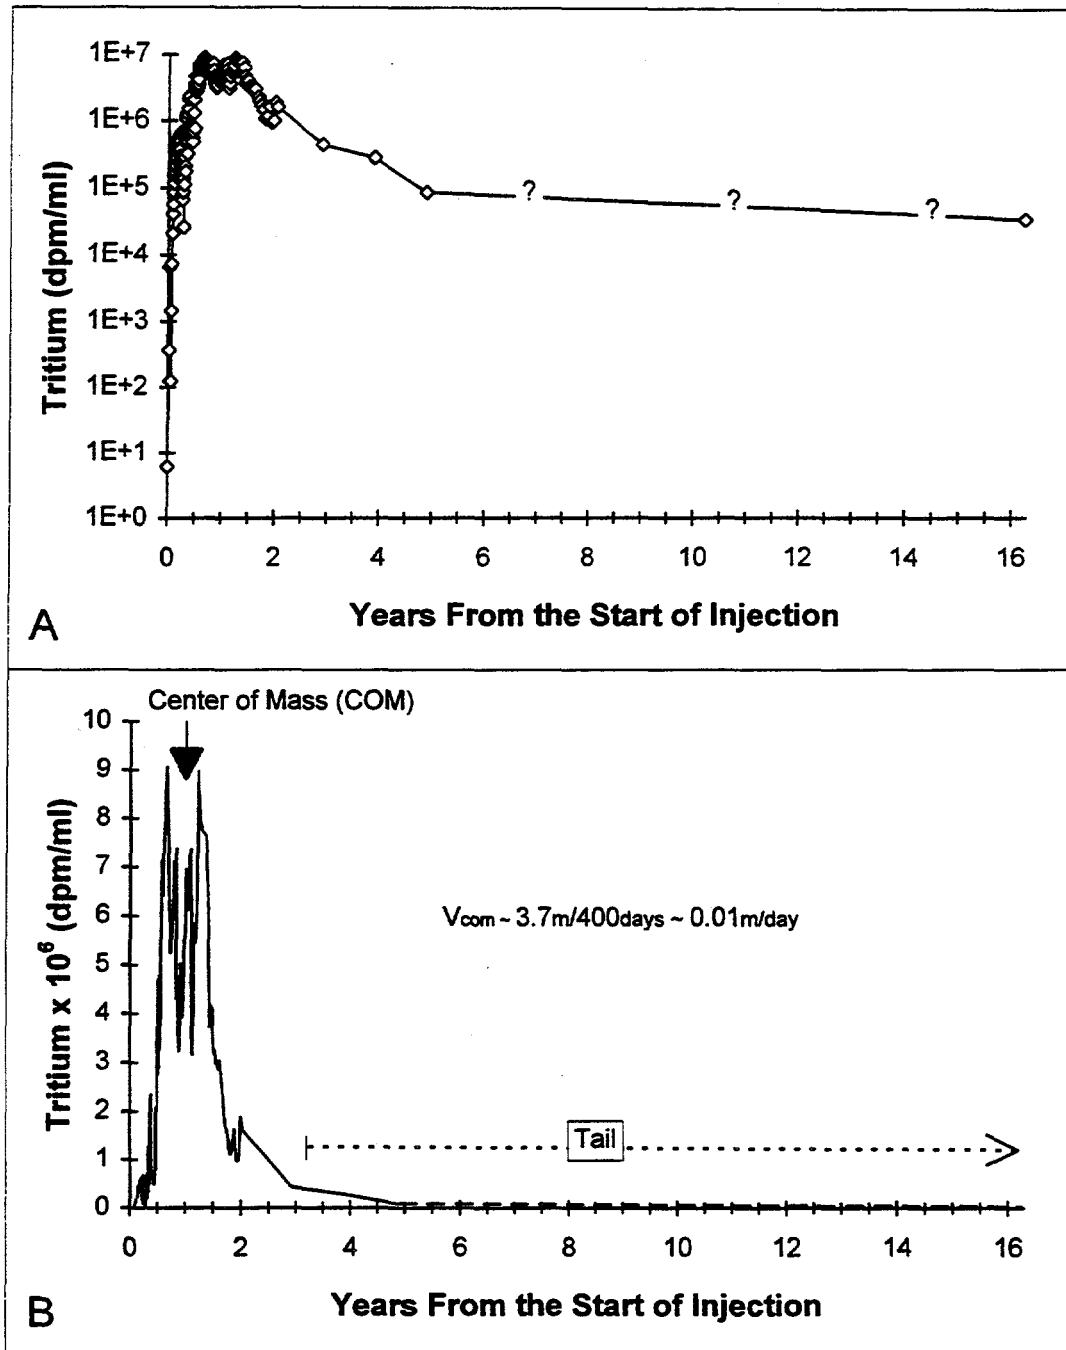 1E+7
1E+6
1E+5
1E+4
1E+3
1E+2
1E+1
1E+0
Tritium (dpm/ml)
? ? ?
0 2 4 6 8 10 12 14 16
Years From the Start of Injection
A
Center of Mass (COM)
10
9
8
7
6
5
4
3
2
1
0
Tritium x 10⁶ (dpm/ml)
Vcom ~ 3.7m/400days ~ 0.01m/day
Tail
0 2 4 6 8 10 12 14 16
Years From the Start of Injection
B